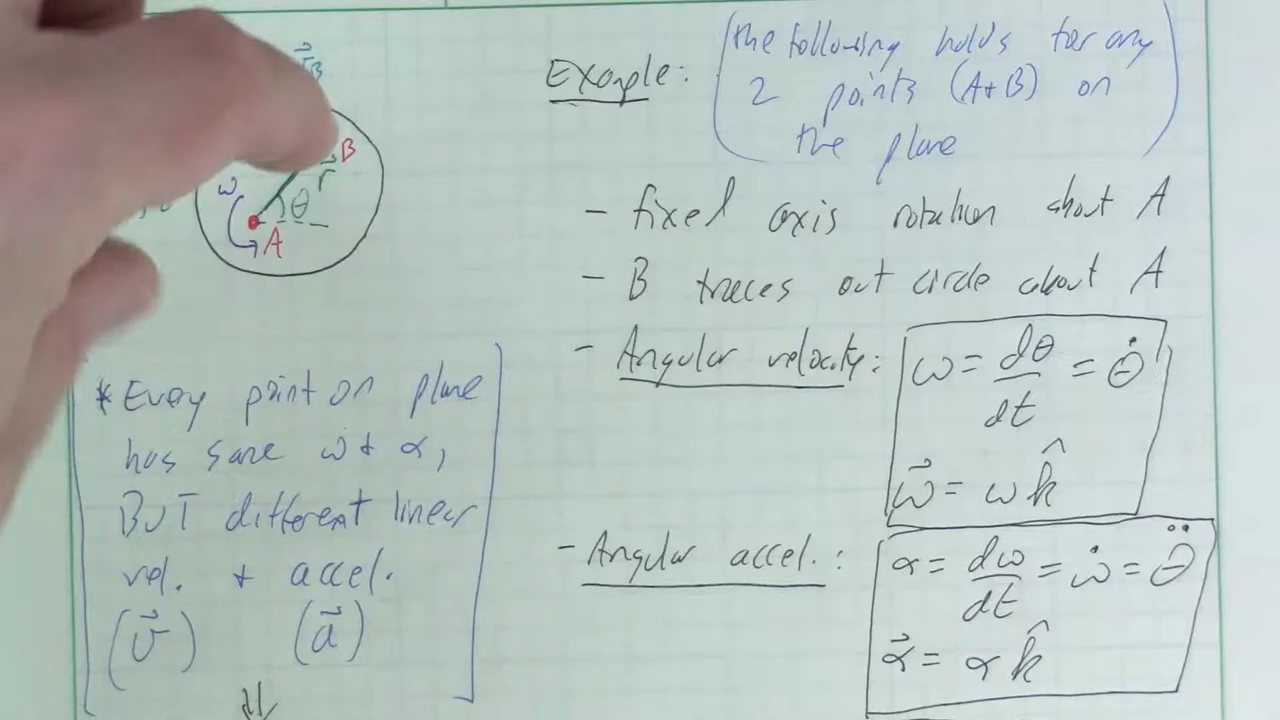 Example: (the following holds for any
2 points (A+B) on
the plane)
- fixed axis rotation about A
- B traces out circle about A
- Angular velocity: ω = dθ/dt = θ̇
ω⃗ = ω k̂
- Angular accel.: α = dω/dt = ω̇ = θ̈
α⃗ = α k̂
r⃗B
B
r⃗
ω
θ
A
* Every point on plane
has same ω + α,
BUT different linear
vel. + accel.
(v⃗) (a⃗)